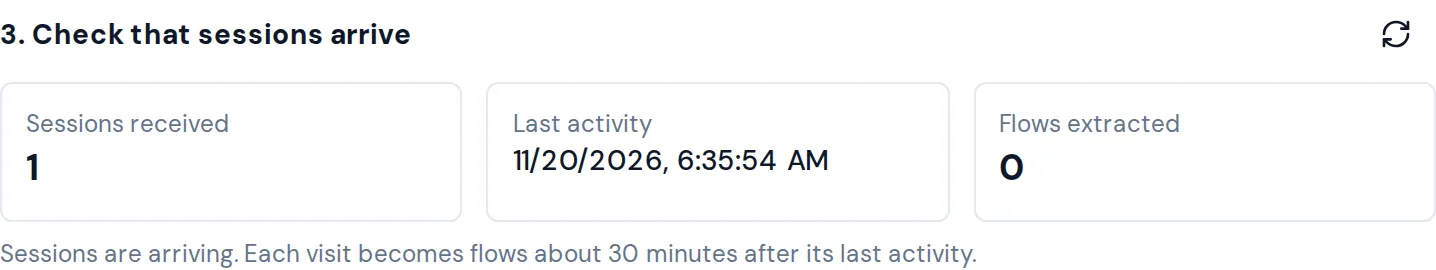 3. Check that sessions arrive
Sessions received
1
Last activity
11/20/2026, 6:35:54 AM
Flows extracted
0
Sessions are arriving. Each visit becomes flows about 30 minutes after its last activity.